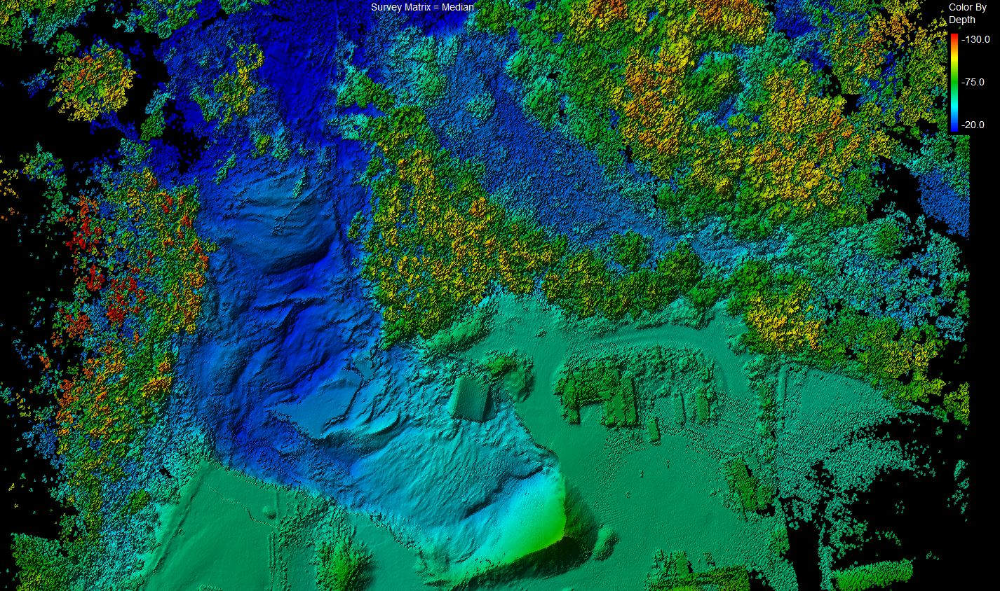 Survey Matrix = Median
Color By
Depth
-130.0
-75.0
-20.0